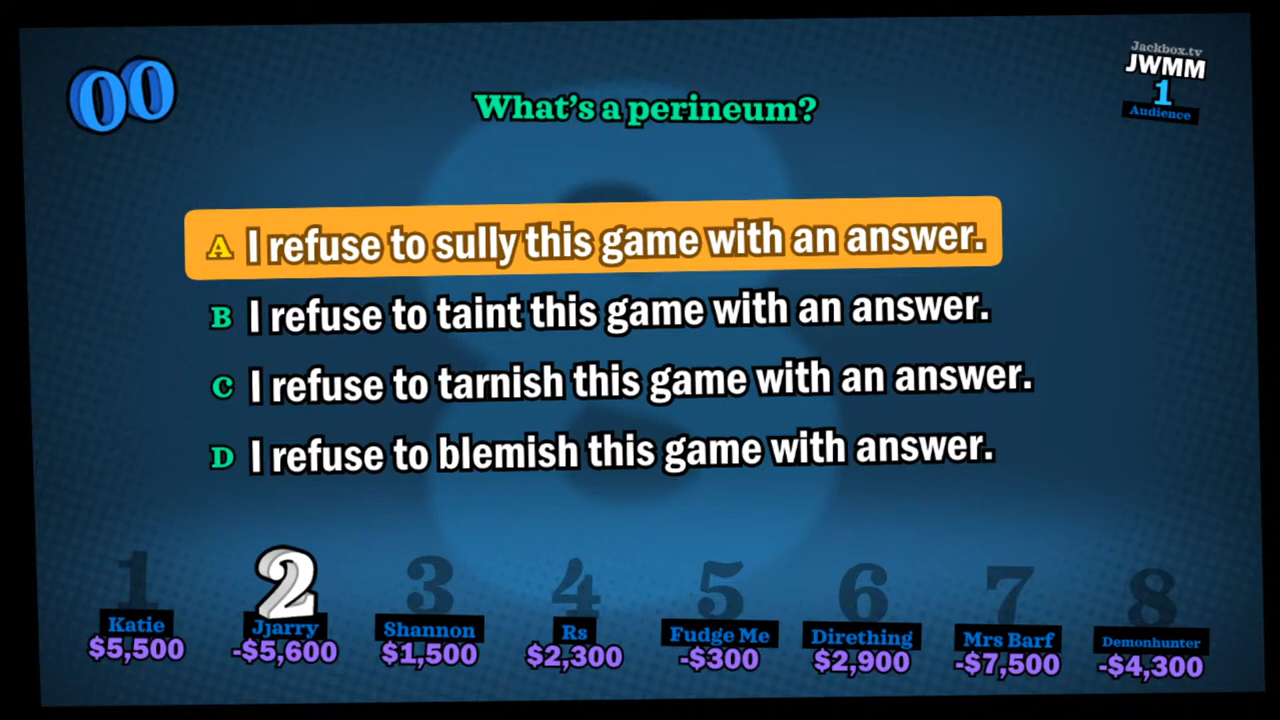 00
Jackbox.tv
JWMM
1
Audience
What's a perineum?
A I refuse to sully this game with an answer.
B I refuse to taint this game with an answer.
C I refuse to tarnish this game with an answer.
D I refuse to blemish this game with answer.
1 2 3 4 5 6 7 8
Katie Jjarry Shannon Rs Fudge Me Dirething Mrs Barf Demonhunter
$5,500 -$5,600 $1,500 $2,300 -$300 $2,900 -$7,500 -$4,300